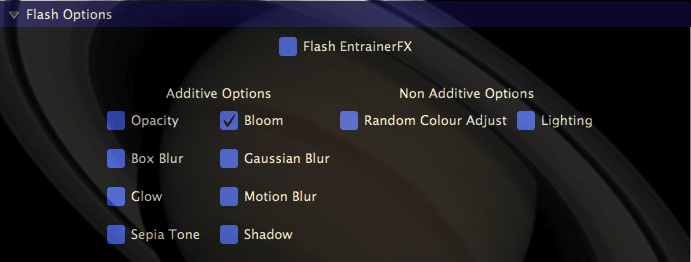 Flash Options
Flash EntrainerFX
Additive Options Non Additive Options
Opacity Bloom Random Colour Adjust Lighting
Box Blur Gaussian Blur
Glow Motion Blur
Sepia Tone Shadow